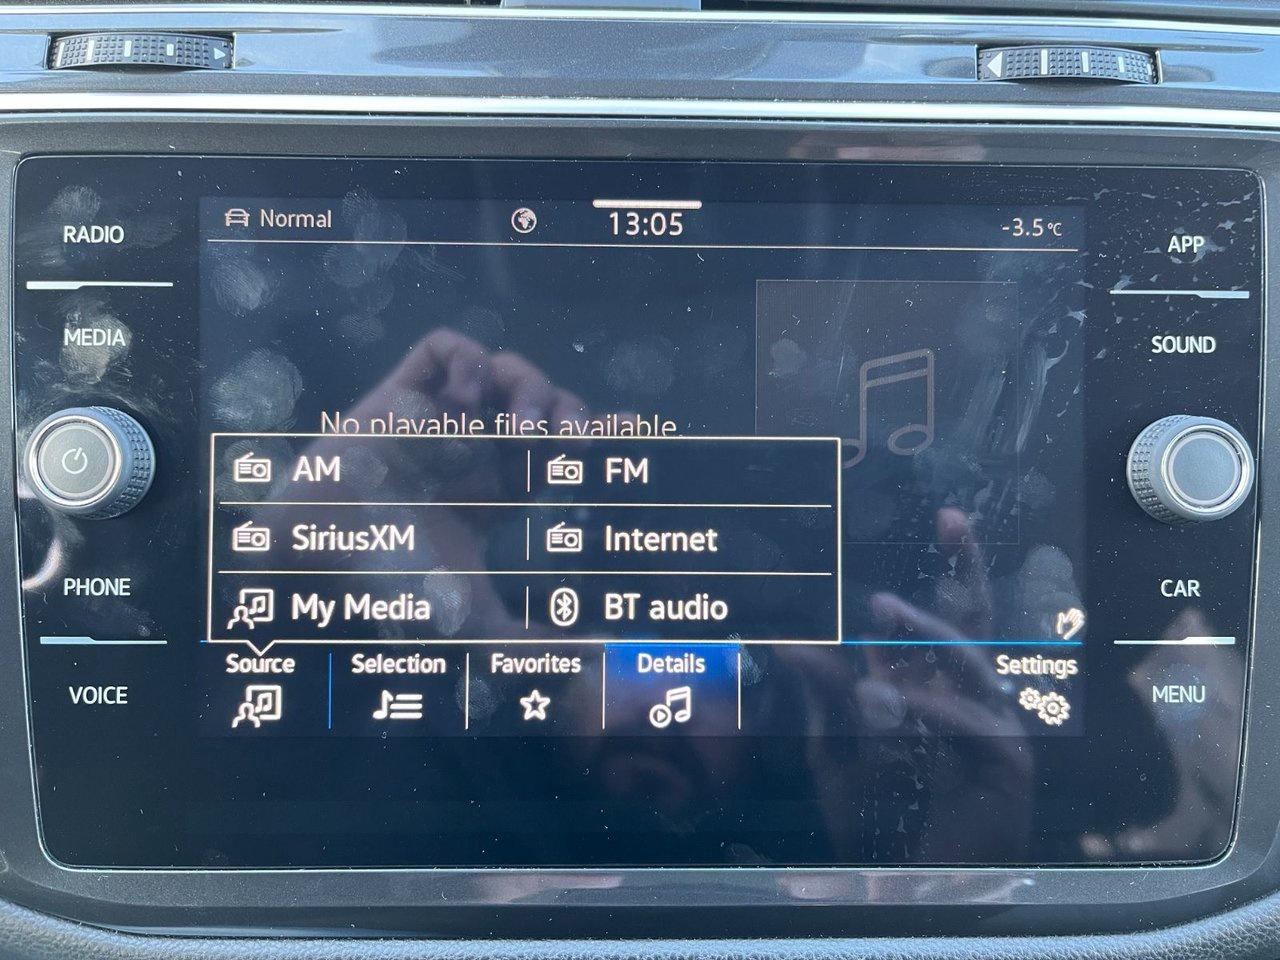 RADIO
MEDIA
PHONE
VOICE
Normal
13:05
-3.5°C
No playable files available.
AM
FM
SiriusXM
Internet
My Media
BT audio
Source
Selection
Favorites
Details
Settings
APP
SOUND
CAR
MENU